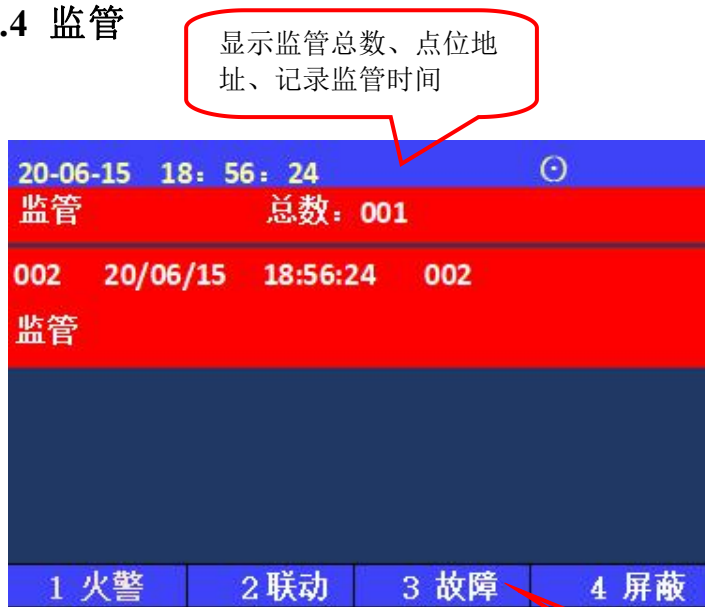 .4 监管
显示监管总数、点位地
址、记录监管时间
20-06-15 18：56：24
监管 总数：001
002 20/06/15 18:56:24 002
监管
1 火警 2联动 3 故障 4 屏蔽